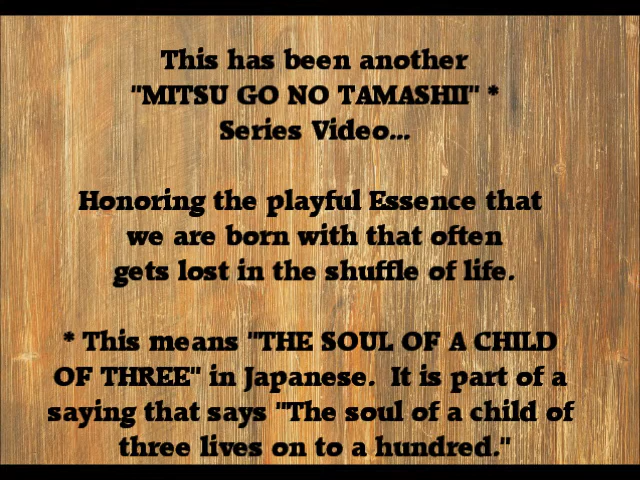 This has been another
"MITSU GO NO TAMASHII" *
Series Video...
Honoring the playful Essence that
we are born with that often
gets lost in the shuffle of life.
* This means "THE SOUL OF A CHILD
OF THREE" in Japanese. It is part of a
saying that says "The soul of a child of
three lives on to a hundred."